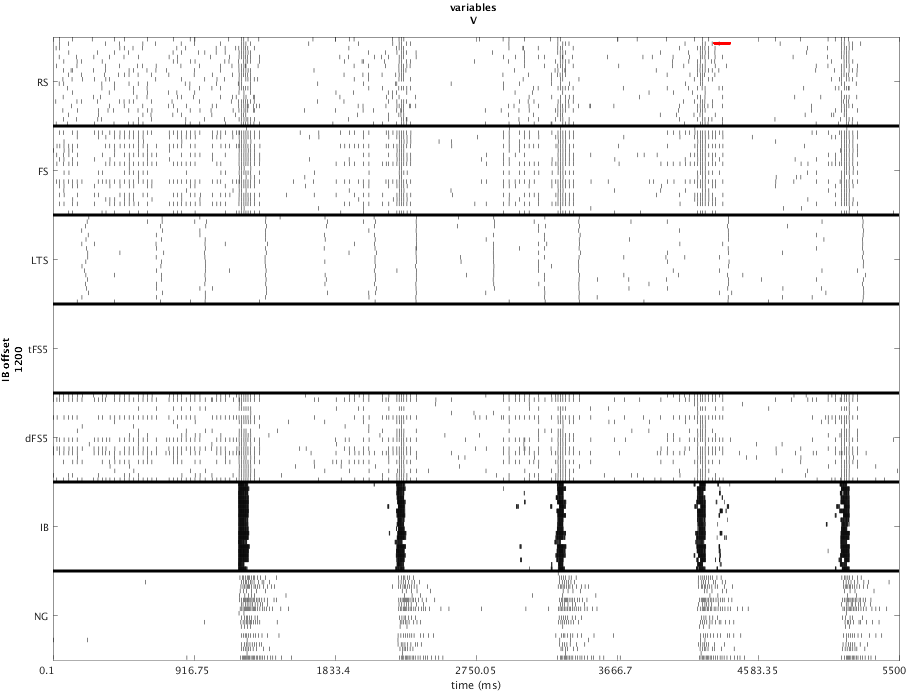 variables
V
RS
FS
LTS
tFS5
IB offset
1200
dFS5
IB
NG
0.1
916.75
1833.4
2750.05
3666.7
4583.35
5500
time (ms)